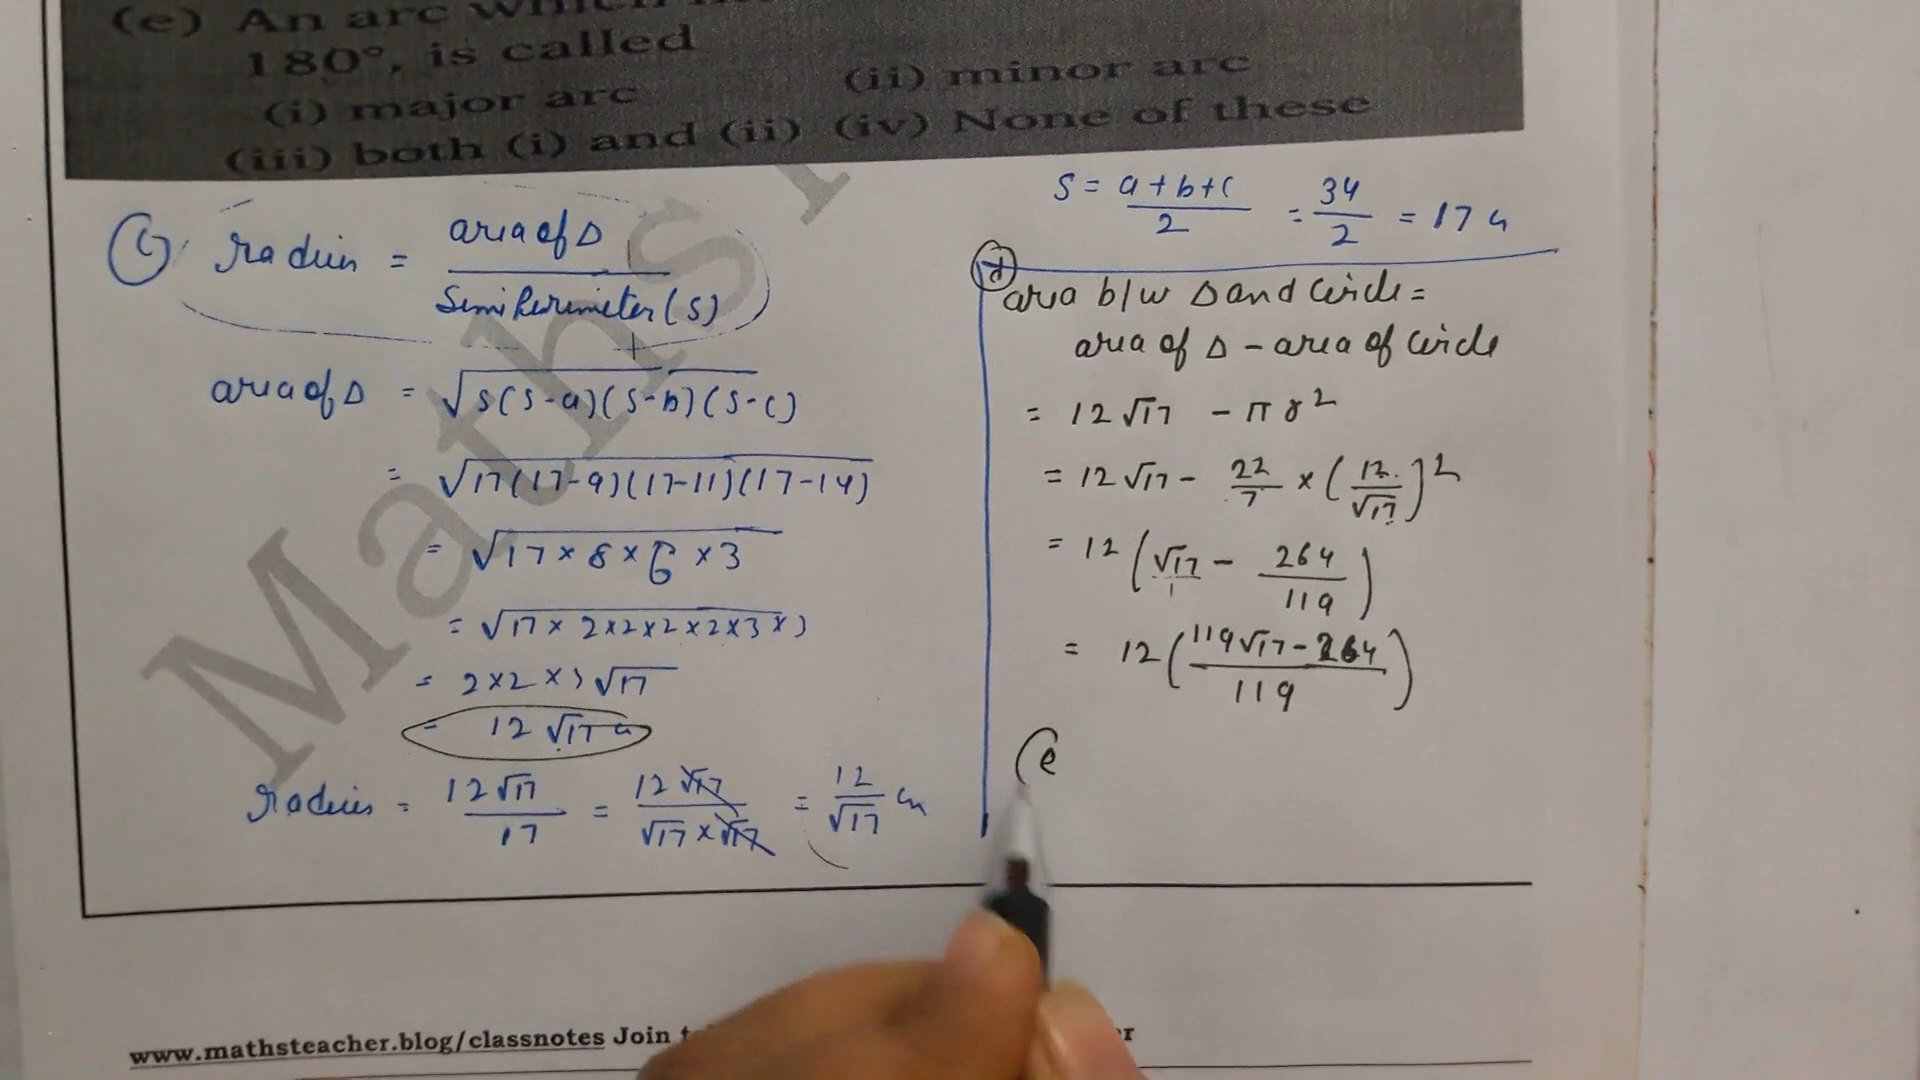 (e) An arc which
180°, is called
(i) major arc (ii) minor arc
(iii) both (i) and (ii) (iv) None of these
Maths
(c) radius = area of Δ / Semi Perimeter (s)
area of Δ = √s(s-a)(s-b)(s-c)
= √17(17-9)(17-11)(17-14)
= √17 × 8 × 6 × 3
= √17 × 2×2×2×2×3×3
= 2×2×3 √17
= 12 √17
radius = 12√17 / 17 = 12√17 / √17 × √17 = 12 / √17 cm
S = a+b+c / 2 = 34 / 2 = 17
(d) area b/w Δ and circle =
area of Δ - area of circle
= 12√17 - πr²
= 12√17 - 22/7 × (12/√17)²
= 12 (√17/1 - 264/119)
= 12 (119√17 - 264 / 119)
(e
www.mathsteacher.blog/classnotes Join